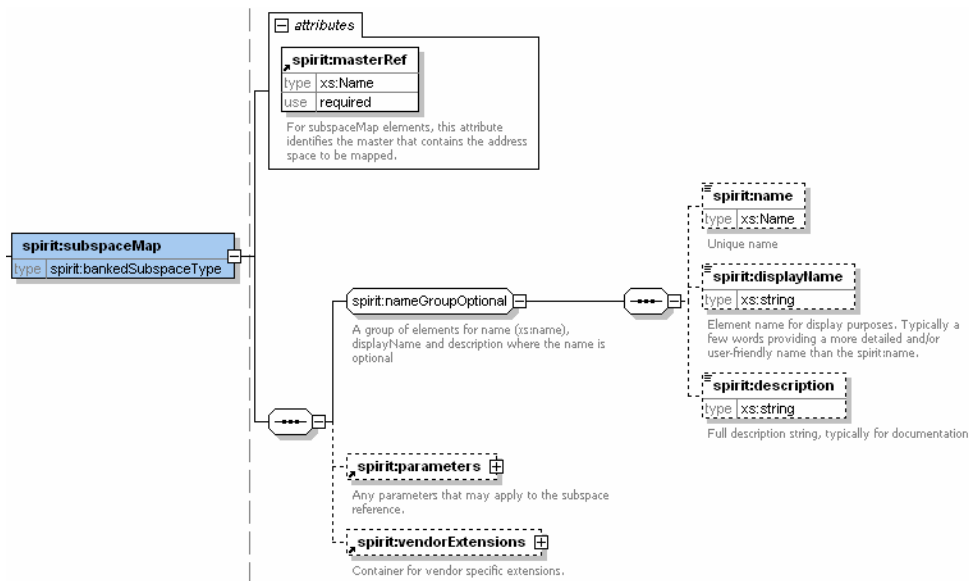 attributes
spirit:masterRef
type xs:Name
use required
For subspaceMap elements, this attribute
identifies the master that contains the address
space to be mapped.
spirit:subspaceMap
type spirit:bankedSubspaceType
spirit:nameGroupOptional
A group of elements for name (xs:name),
displayName and description where the name is
optional
spirit:name
type xs:Name
Unique name
spirit:displayName
type xs:string
Element name for display purposes. Typically a
few words providing a more detailed and/or
user-friendly name than the spirit:name.
spirit:description
type xs:string
Full description string, typically for documentation
spirit:parameters
Any parameters that may apply to the subspace
reference.
spirit:vendorExtensions
Container for vendor specific extensions.